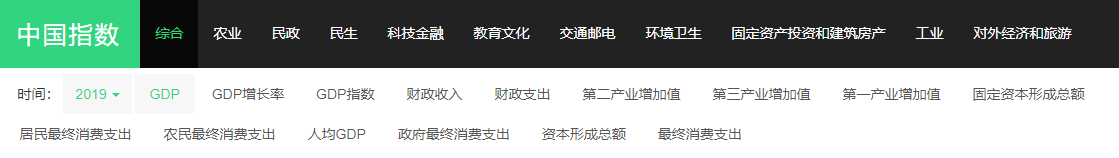 中国指数 综合 农业 民政 民生 科技金融 教育文化 交通邮电 环境卫生 固定资产投资和建筑房产 工业 对外经济和旅游
时间： 2019 GDP GDP增长率 GDP指数 财政收入 财政支出 第二产业增加值 第三产业增加值 第一产业增加值 固定资本形成总额
居民最终消费支出 农民最终消费支出 人均GDP 政府最终消费支出 资本形成总额 最终消费支出